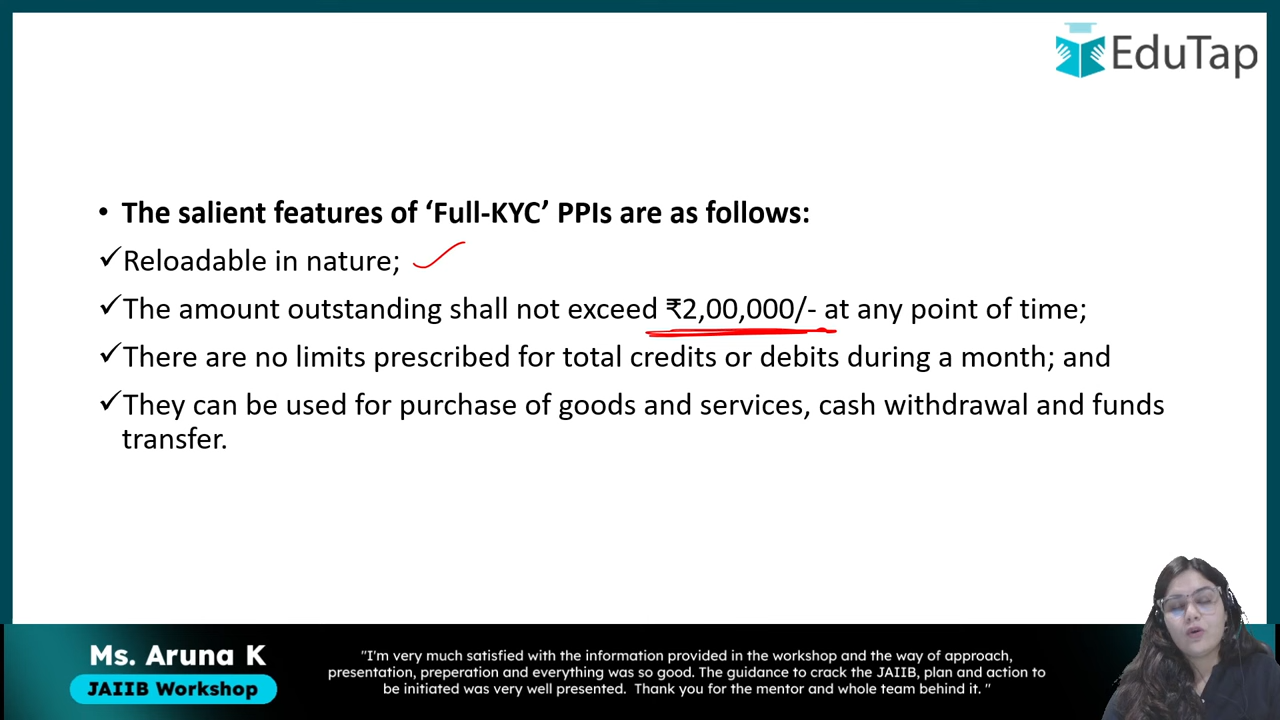 EduTap
• The salient features of ‘Full-KYC’ PPIs are as follows:
✓Reloadable in nature;
✓The amount outstanding shall not exceed ₹2,00,000/- at any point of time;
✓There are no limits prescribed for total credits or debits during a month; and
✓They can be used for purchase of goods and services, cash withdrawal and funds
transfer.
Ms. Aruna K
JAIIB Workshop
"I'm very much satisfied with the information provided in the workshop and the way of approach,
presentation, preperation and everything was so good. The guidance to crack the JAIIB, plan and action to
be initiated was very well presented. Thank you for the mentor and whole team behind it. "